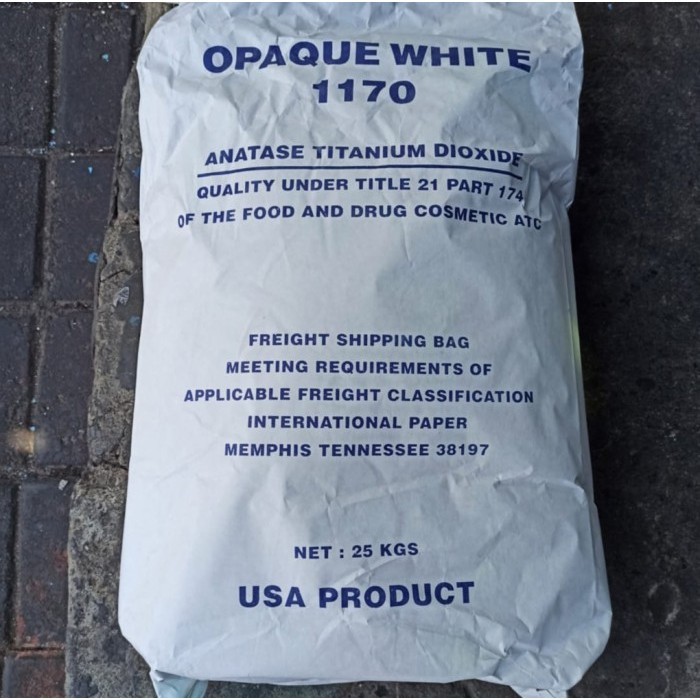 OPAQUE WHITE
1170
ANATASE TITANIUM DIOXIDE
QUALITY UNDER TITLE 21 PART 174
OF THE FOOD AND DRUG COSMETIC ATC
FREIGHT SHIPPING BAG
MEETING REQUIREMENTS OF
APPLICABLE FREIGHT CLASSIFICATION
INTERNATIONAL PAPER
MEMPHIS TENNESSEE 38197
NET : 25 KGS
USA PRODUCT